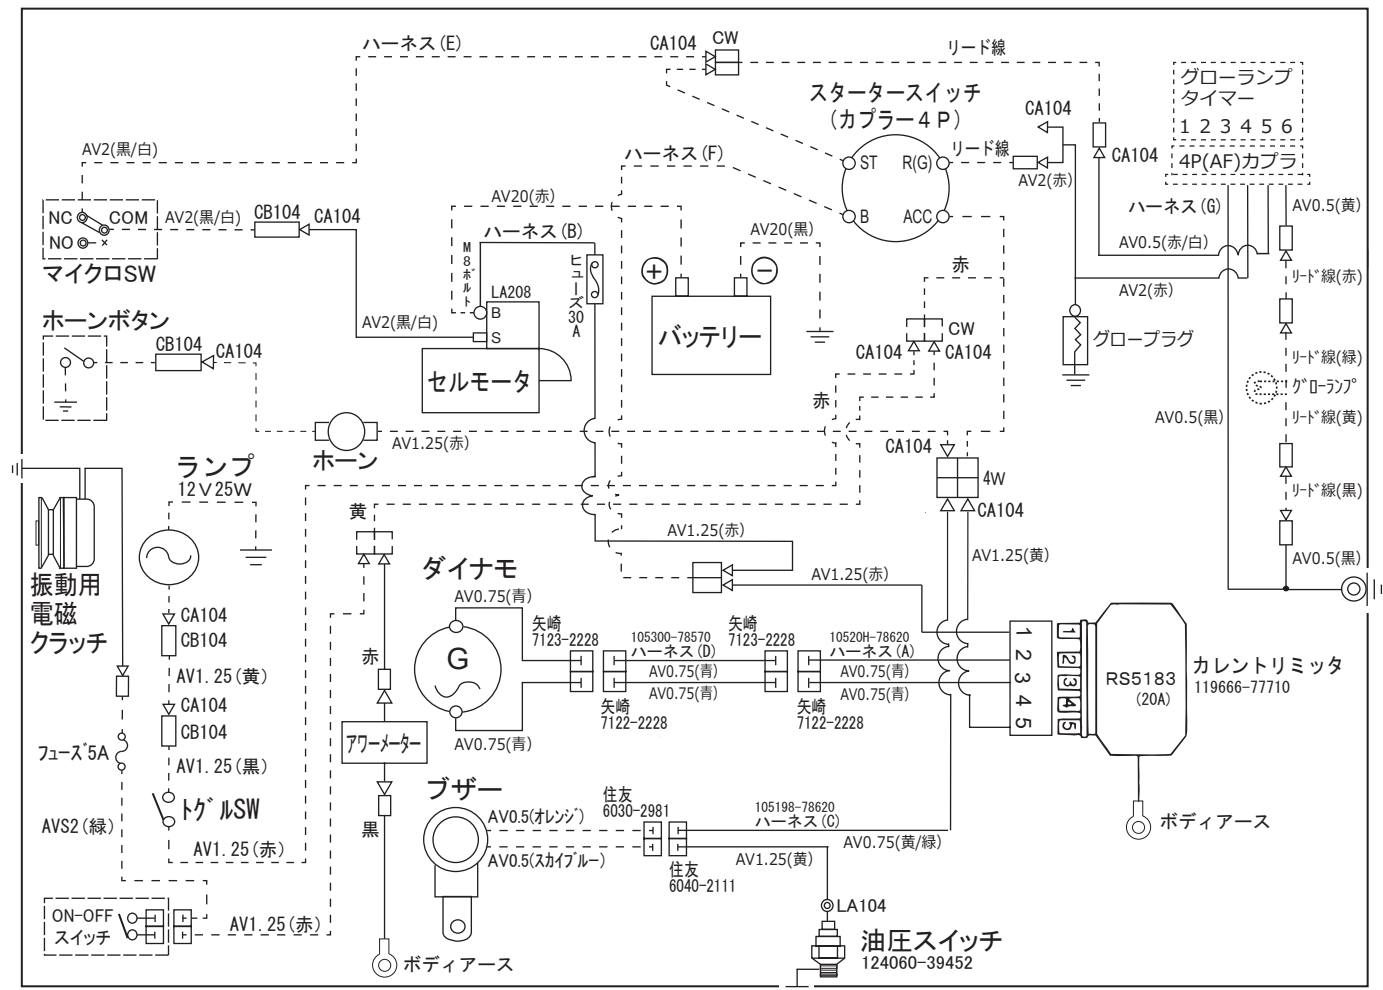 ハーネス(E)
CA104
CW
リード線
グローランプ
タイマー
1 2 3 4 5 6
4P(AF)カプラ
スタータースイッチ
(カプラー4P)
CA104
AV2(黒/白)
ハーネス(F)
ST
R(G)
リード線
AV2(赤)
CA104
B
ACC
AV20(赤)
AV20(黒)
ハーネス(G)
AV0.5(黄)
NC
COM
NO
×
AV2(黒/白)
CB104
CA104
マイクロSW
M8ボルト
ハーネス(B)
ヒューズ30A
AV0.5(赤/白)
AV2(赤)
リード線(赤)
赤
LA208
B
S
AV2(黒/白)
セルモータ
バッテリー
CW
CA104
CA104
グロープラグ
リード線(緑)
グローランプ
リード線(黄)
AV0.5(黒)
ホーンボタン
CB104
CA104
ホーン
AV1.25(赤)
赤
CA104
4W
CA104
リード線(黒)
AV0.5(黒)
ランプ
12V25W
振動用
電磁
クラッチ
黄
AV1.25(赤)
AV1.25(黄)
AV1.25(赤)
ダイナモ
AV0.75(青)
G
AV0.75(青)
矢崎
7123-2228
105300-78570
ハーネス(D)
AV0.75(青)
AV0.75(青)
矢崎
7122-2228
矢崎
7123-2228
10520H-78620
ハーネス(A)
AV0.75(青)
AV0.75(青)
矢崎
7122-2228
1
2
3
4
5
1
2
3
4
5
RS5183
(20A)
カレントリミッタ
119666-77710
ボディアース
CA104
CB104
AV1.25(黄)
CA104
CB104
AV1.25(黒)
トグルSW
AV1.25(赤)
フューズ5A
AVS2(緑)
赤
アワーメーター
黒
ボディアース
ブザー
AV0.5(オレンジ)
AV0.5(スカイブルー)
住友
6030-2981
105198-78620
ハーネス(C)
AV0.75(黄/緑)
AV1.25(黄)
住友
6040-2111
LA104
油圧スイッチ
124060-39452
ON-OFF
スイッチ
AV1.25(赤)